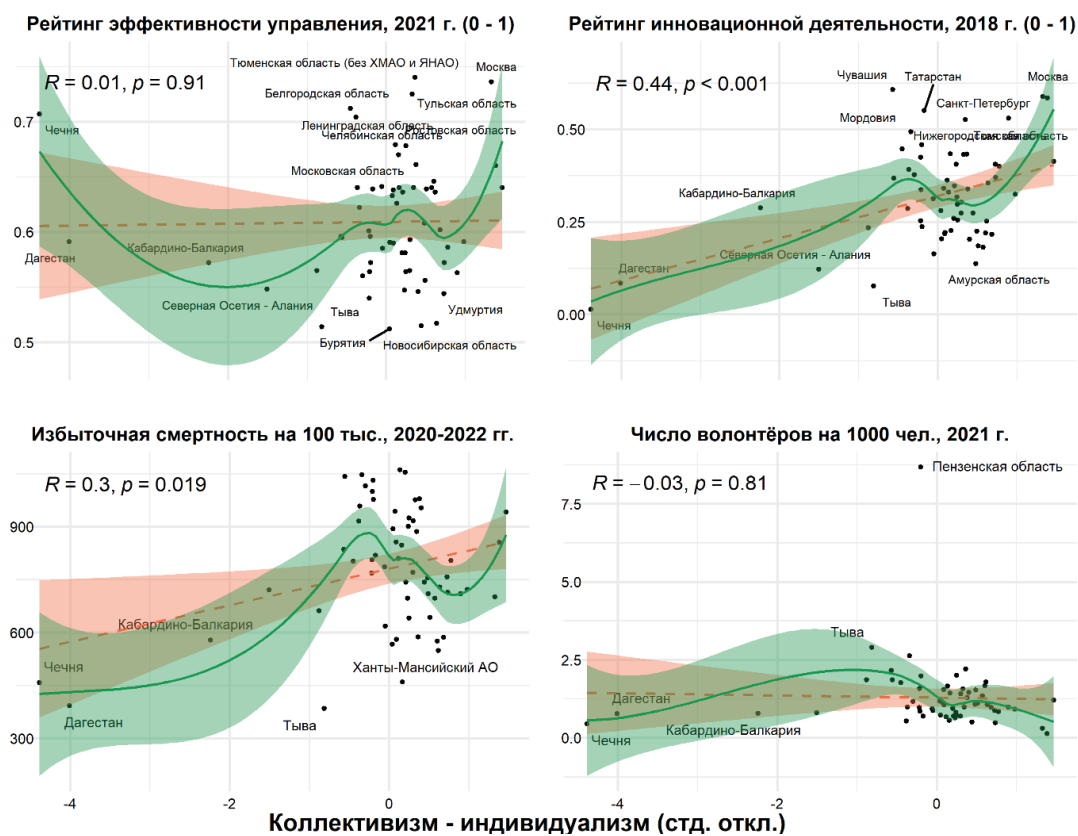 Рейтинг эффективности управления, 2021 г. (0 - 1)
R = 0.01, p = 0.91
Тюменская область (без ХМАО и ЯНАО)
Москва
Белгородская область
Тульская область
Ленинградская область
Ростовская область
Челябинская область
Чечня
Московская область
Кабардино-Балкария
Дагестан
Северная Осетия - Алания
Тыва
Удмуртия
Бурятия
Новосибирская область
0.7
0.6
0.5
Рейтинг инновационной деятельности, 2018 г. (0 - 1)
R = 0.44, p < 0.001
Чувашия
Татарстан
Москва
Санкт-Петербург
Мордовия
Нижегородская область
Томская область
Кабардино-Балкария
Северная Осетия - Алания
Дагестан
Амурская область
Тыва
Чечня
0.50
0.25
0.00
Избыточная смертность на 100 тыс., 2020-2022 гг.
R = 0.3, p = 0.019
Кабардино-Балкария
Чечня
Ханты-Мансийский АО
Дагестан
Тыва
900
600
300
-4
-2
0
Число волонтёров на 1000 чел., 2021 г.
R = −0.03, p = 0.81
Пензенская область
Тыва
Дагестан
Кабардино-Балкария
Чечня
7.5
5.0
2.5
0.0
-4
-2
0
Коллективизм - индивидуализм (стд. откл.)